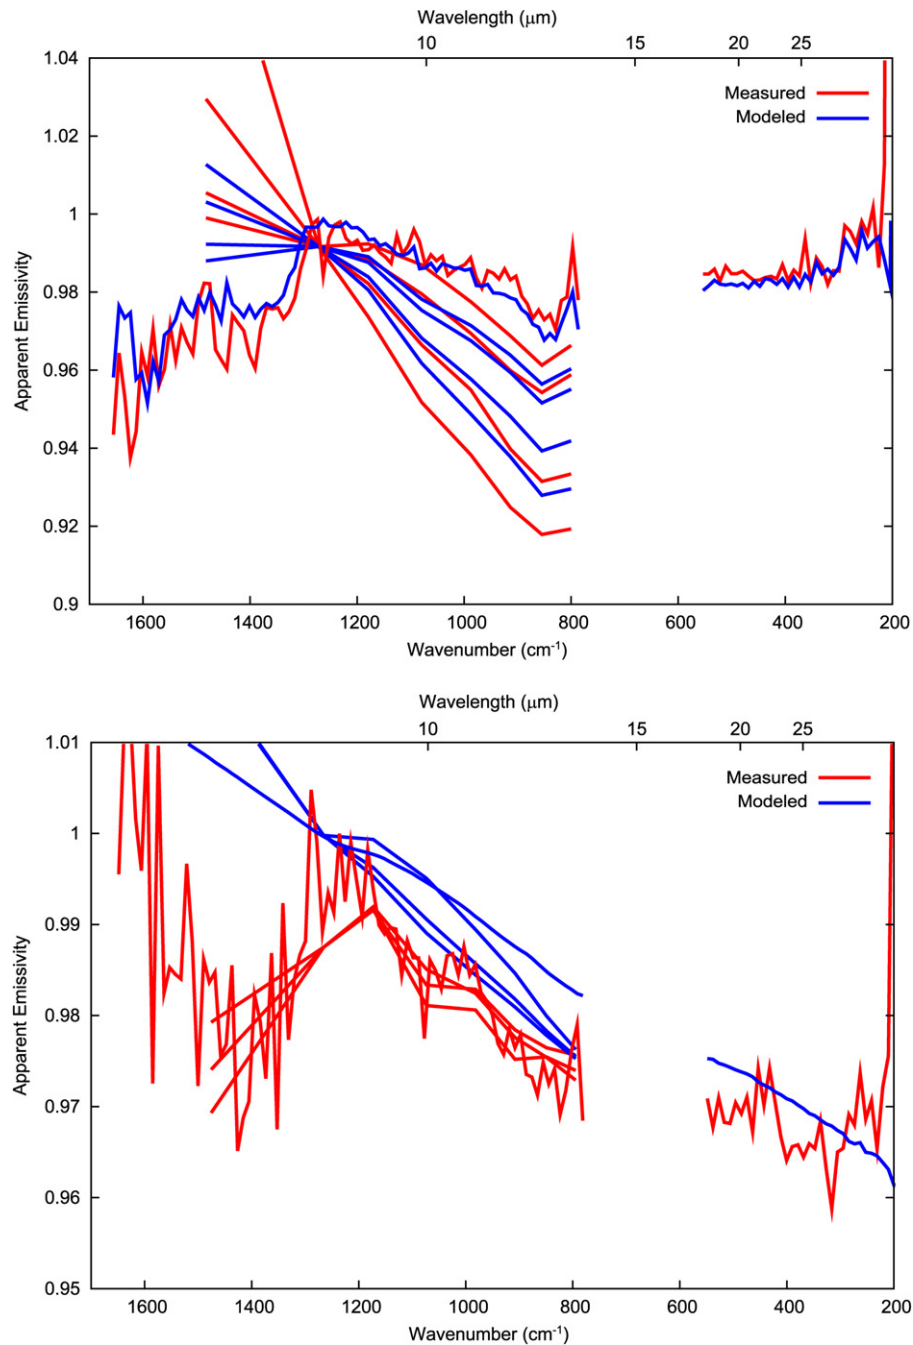 Wavelength (μm)
10 15 20 25
1.04
Measured
Modeled
1.02
1
0.98
0.96
0.94
0.92
0.9
Apparent Emissivity
1600 1400 1200 1000 800 600 400 200
Wavenumber (cm-1)
Wavelength (μm)
10 15 20 25
1.01
Measured
Modeled
1
0.99
0.98
0.97
0.96
0.95
Apparent Emissivity
1600 1400 1200 1000 800 600 400 200
Wavenumber (cm-1)